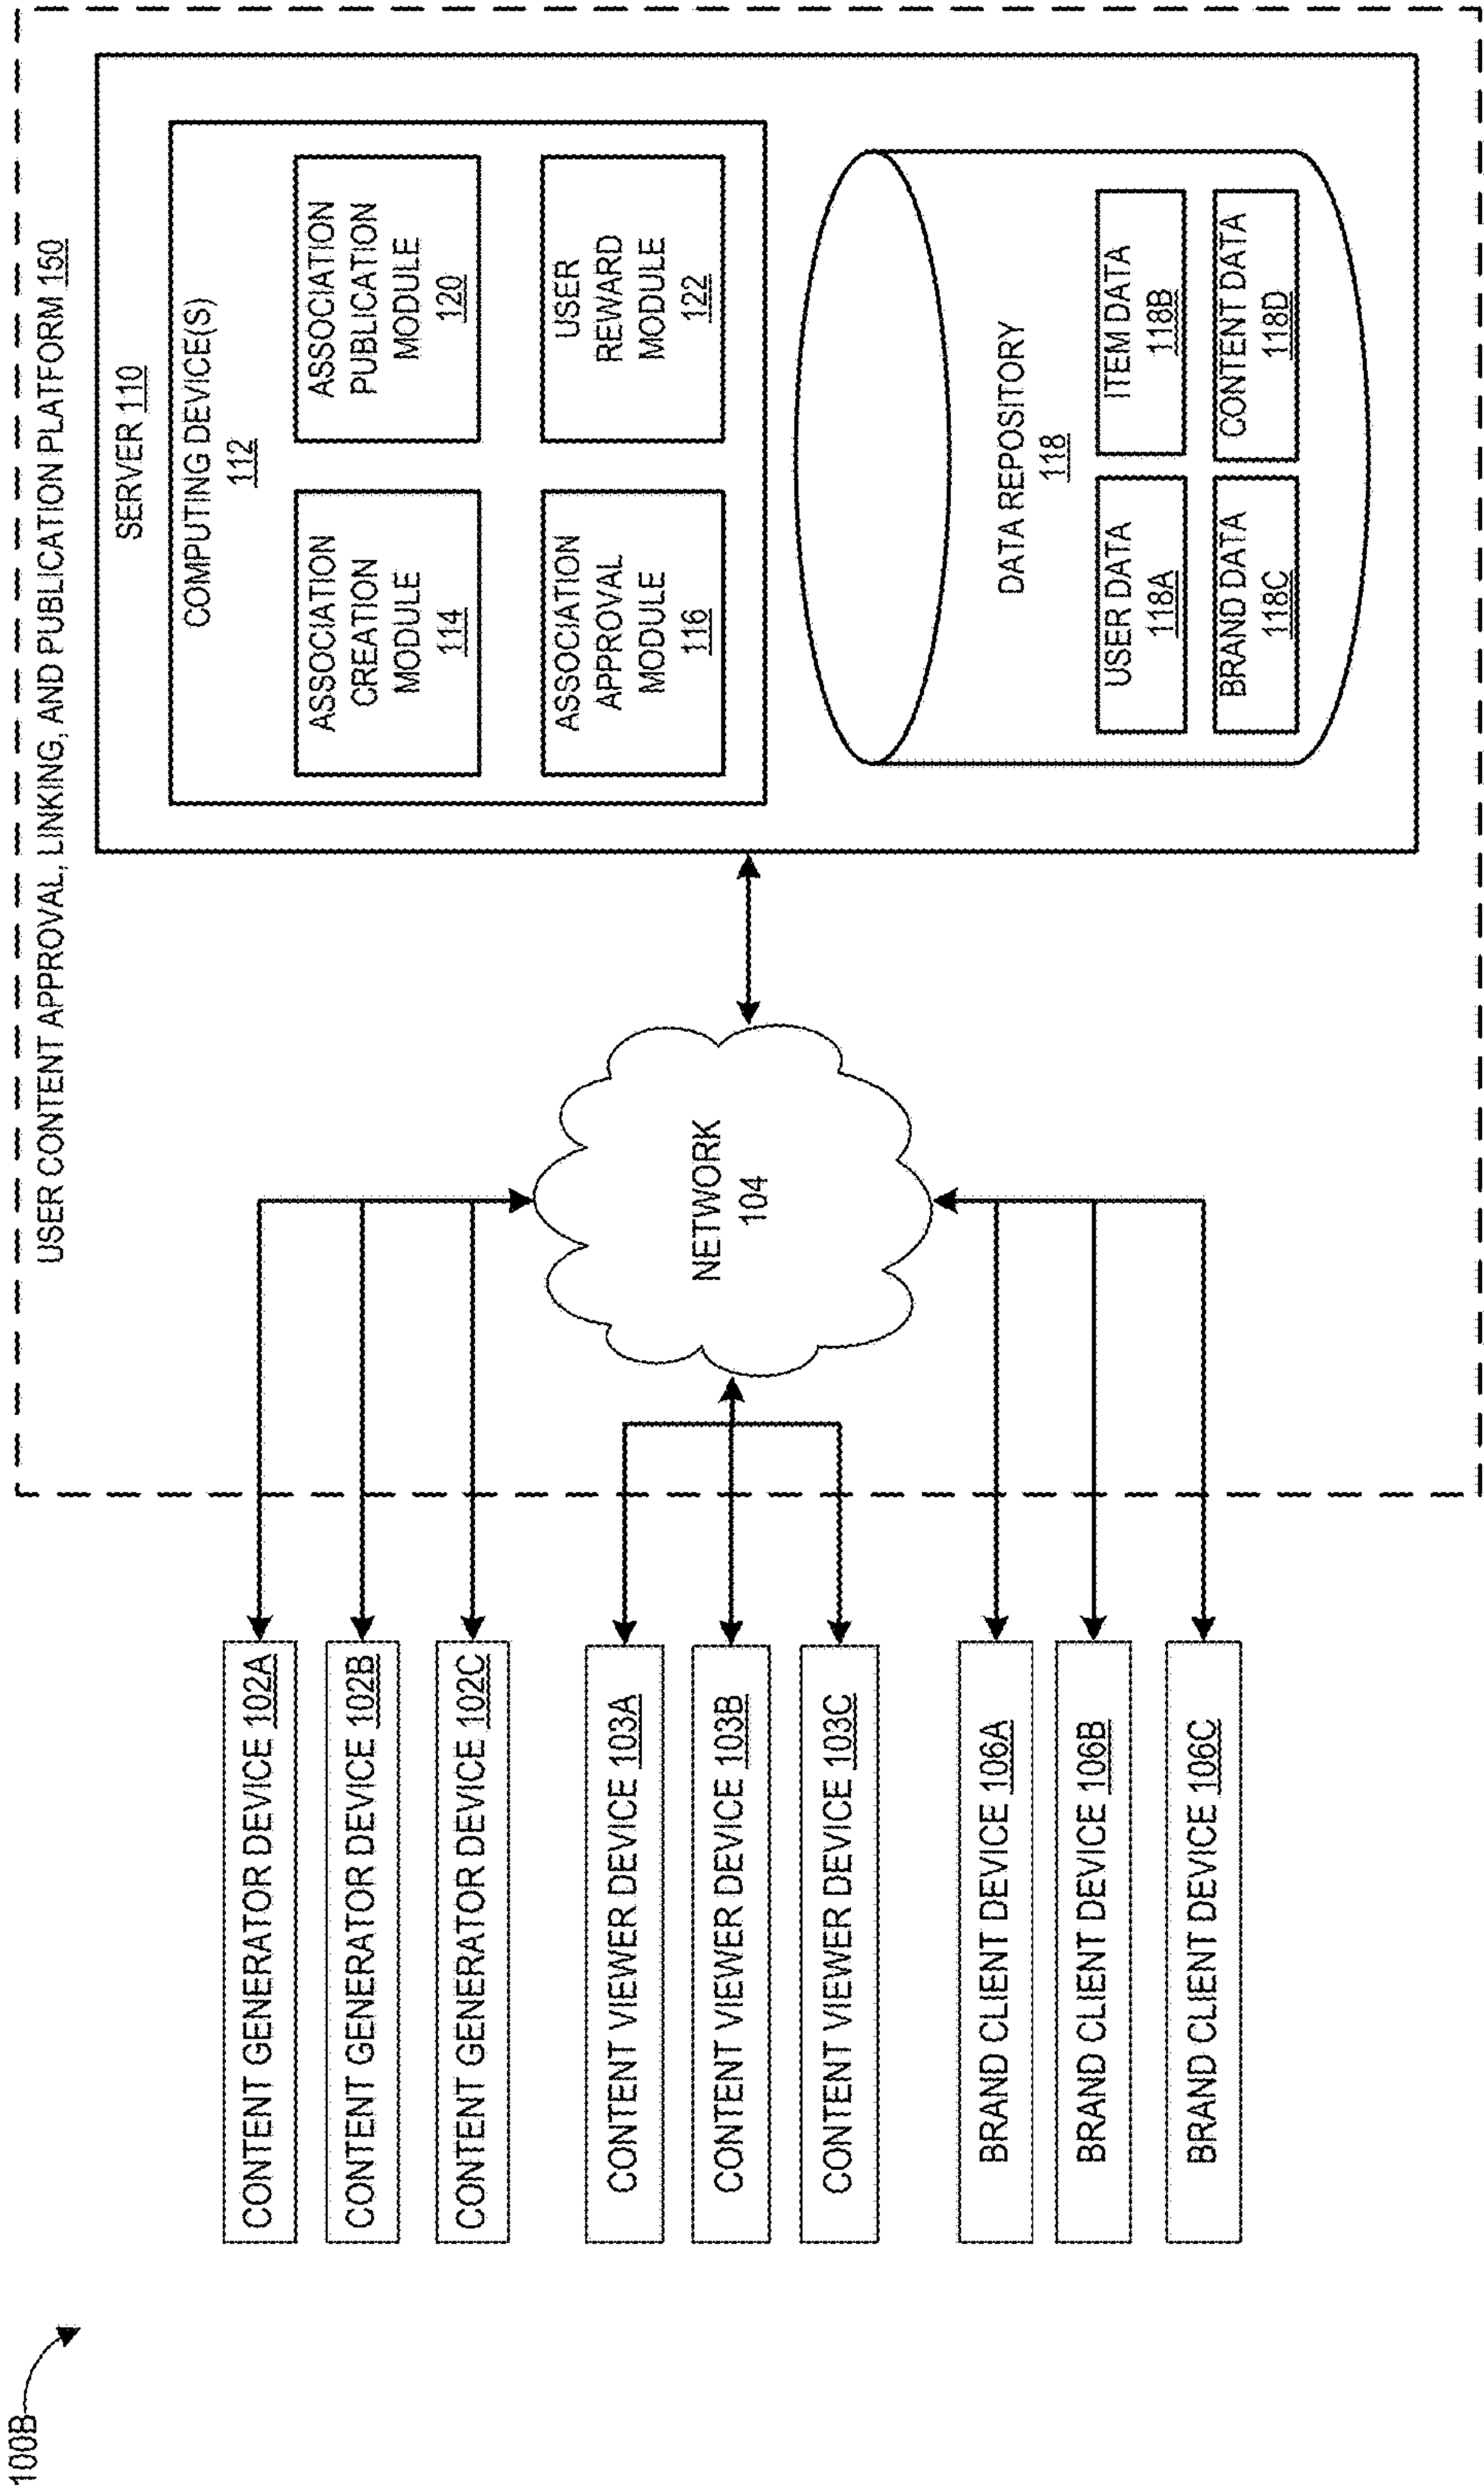 100B
USER CONTENT APPROVAL, LINKING, AND PUBLICATION PLATFORM 150
CONTENT GENERATOR DEVICE 102A
CONTENT GENERATOR DEVICE 102B
CONTENT GENERATOR DEVICE 102C
CONTENT VIEWER DEVICE 103A
CONTENT VIEWER DEVICE 103B
CONTENT VIEWER DEVICE 103C
BRAND CLIENT DEVICE 106A
BRAND CLIENT DEVICE 106B
BRAND CLIENT DEVICE 106C
NETWORK
104
SERVER 110
COMPUTING DEVICE(S)
112
ASSOCIATION
CREATION
MODULE
114
ASSOCIATION
PUBLICATION
MODULE
120
ASSOCIATION
APPROVAL
MODULE
116
USER
REWARD
MODULE
122
DATA REPOSITORY
118
USER DATA
118A
ITEM DATA
118B
BRAND DATA
118C
CONTENT DATA
118D